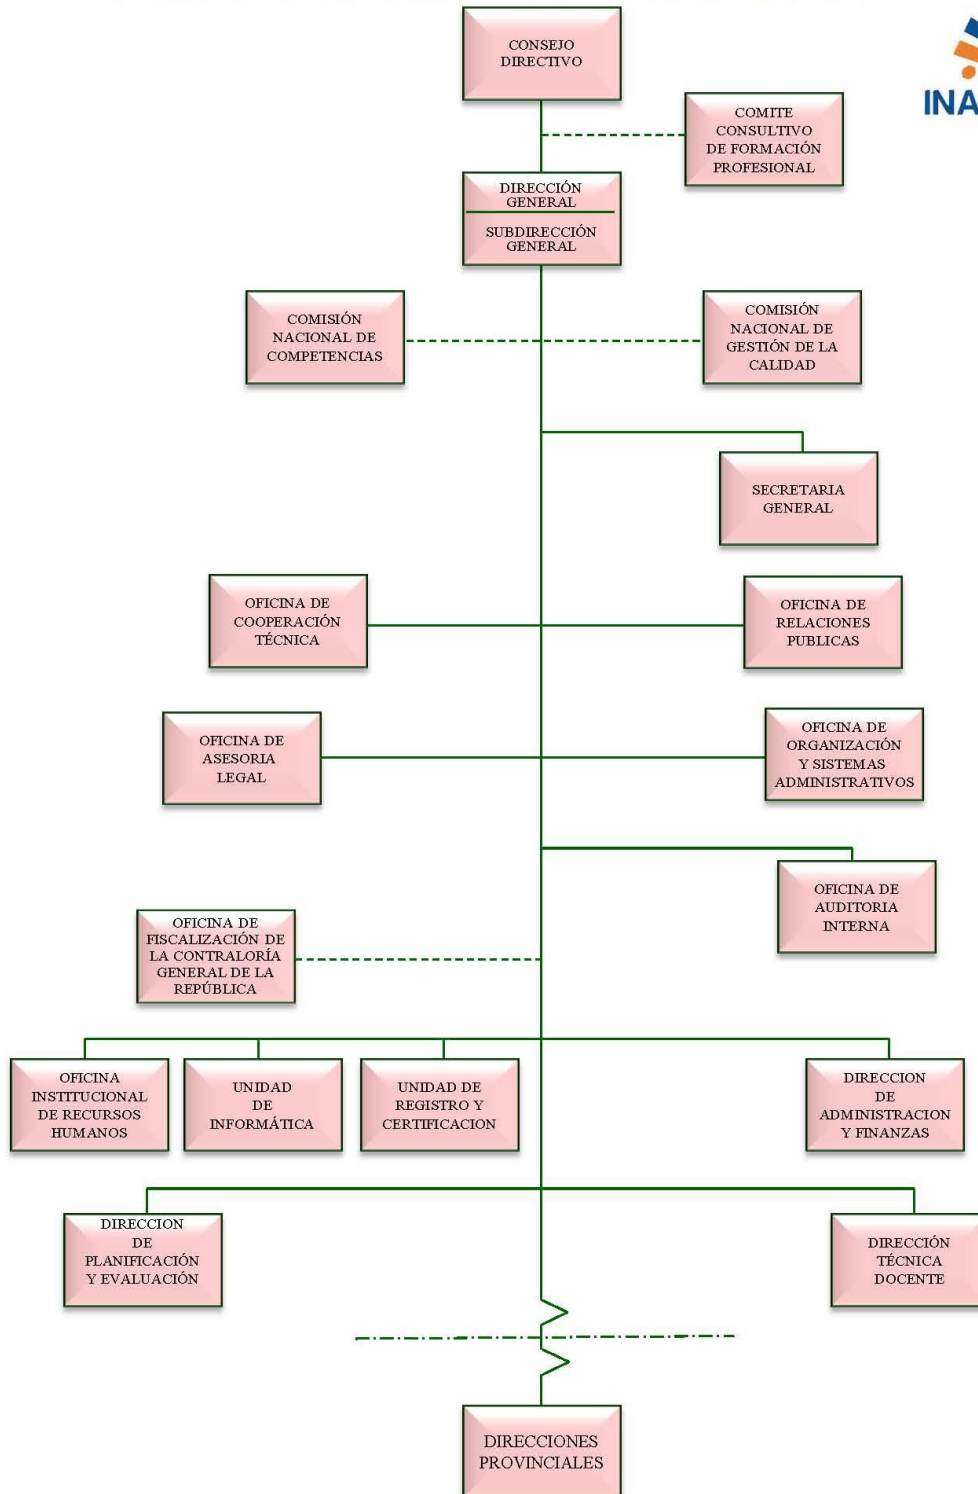 CONSEJO
DIRECTIVO
COMITE
CONSULTIVO
DE FORMACIÓN
PROFESIONAL
DIRECCIÓN
GENERAL
SUBDIRECCIÓN
GENERAL
COMISIÓN
NACIONAL DE
COMPETENCIAS
COMISIÓN
NACIONAL DE
GESTIÓN DE LA
CALIDAD
SECRETARIA
GENERAL
OFICINA DE
COOPERACIÓN
TÉCNICA
OFICINA DE
RELACIONES
PUBLICAS
OFICINA DE
ASESORIA
LEGAL
OFICINA DE
ORGANIZACIÓN
Y SISTEMAS
ADMINISTRATIVOS
OFICINA DE
AUDITORIA
INTERNA
OFICINA DE
FISCALIZACIÓN DE
LA CONTRALORÍA
GENERAL DE LA
REPÚBLICA
OFICINA
INSTITUCIONAL
DE RECURSOS
HUMANOS
UNIDAD
DE
INFORMÁTICA
UNIDAD DE
REGISTRO Y
CERTIFICACION
DIRECCION
DE
ADMINISTRACION
Y FINANZAS
DIRECCION
DE
PLANIFICACIÓN
Y EVALUACIÓN
DIRECCIÓN
TÉCNICA
DOCENTE
DIRECCIONES
PROVINCIALES